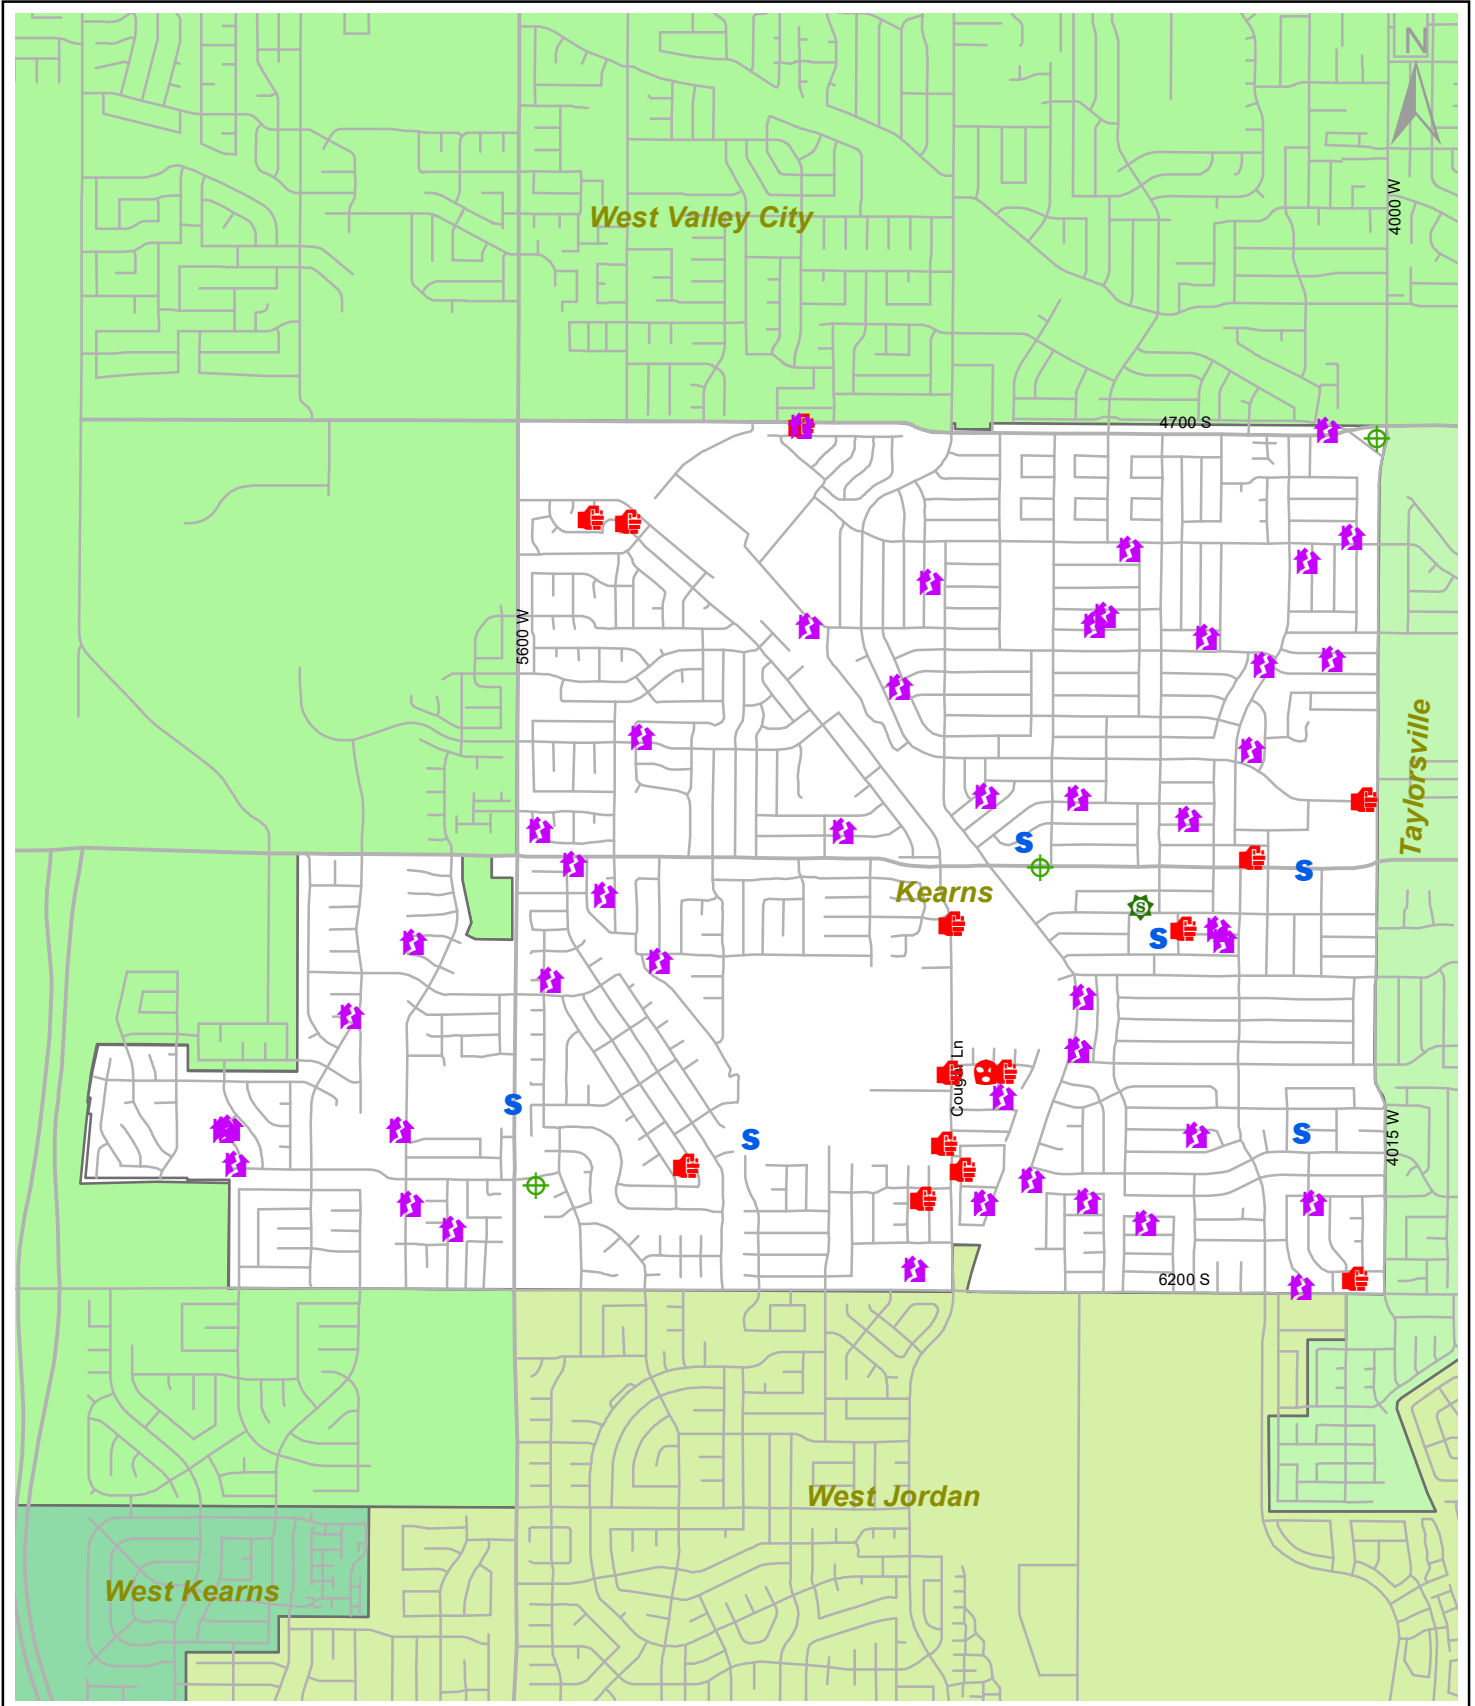 N
4000 W
West Valley City
4700 S
5600 W
Taylorsville
S
S
Kearns
S
S
Cougar Ln
S
S
S
4015 W
6200 S
West Jordan
West Kearns